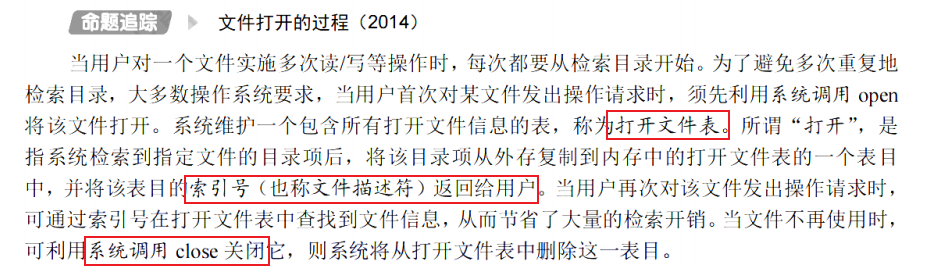 命题追踪 文件打开的过程（2014）
当用户对一个文件实施多次读/写等操作时，每次都要从检索目录开始。为了避免多次重复地
检索目录，大多数操作系统要求，当用户首次对某文件发出操作请求时，须先利用系统调用 open
将该文件打开。系统维护一个包含所有打开文件信息的表，称为打开文件表。所谓“打开”，是
指系统检索到指定文件的目录项后，将该目录项从外存复制到内存中的打开文件表的一个表目
中，并将该表目的索引号（也称文件描述符）返回给用户。当用户再次对该文件发出操作请求时，
可通过索引号在打开文件表中查找到文件信息，从而节省了大量的检索开销。当文件不再使用时，
可利用系统调用 close 关闭它，则系统将从打开文件表中删除这一表目。